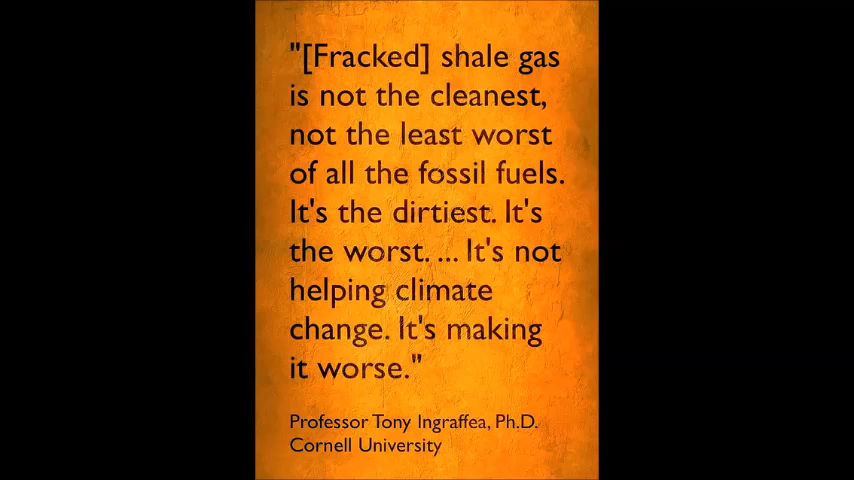 "[Fracked] shale gas
is not the cleanest,
not the least worst
of all the fossil fuels.
It's the dirtiest. It's
the worst. ... It's not
helping climate
change. It's making
it worse."
Professor Tony Ingraffea, Ph.D.
Cornell University